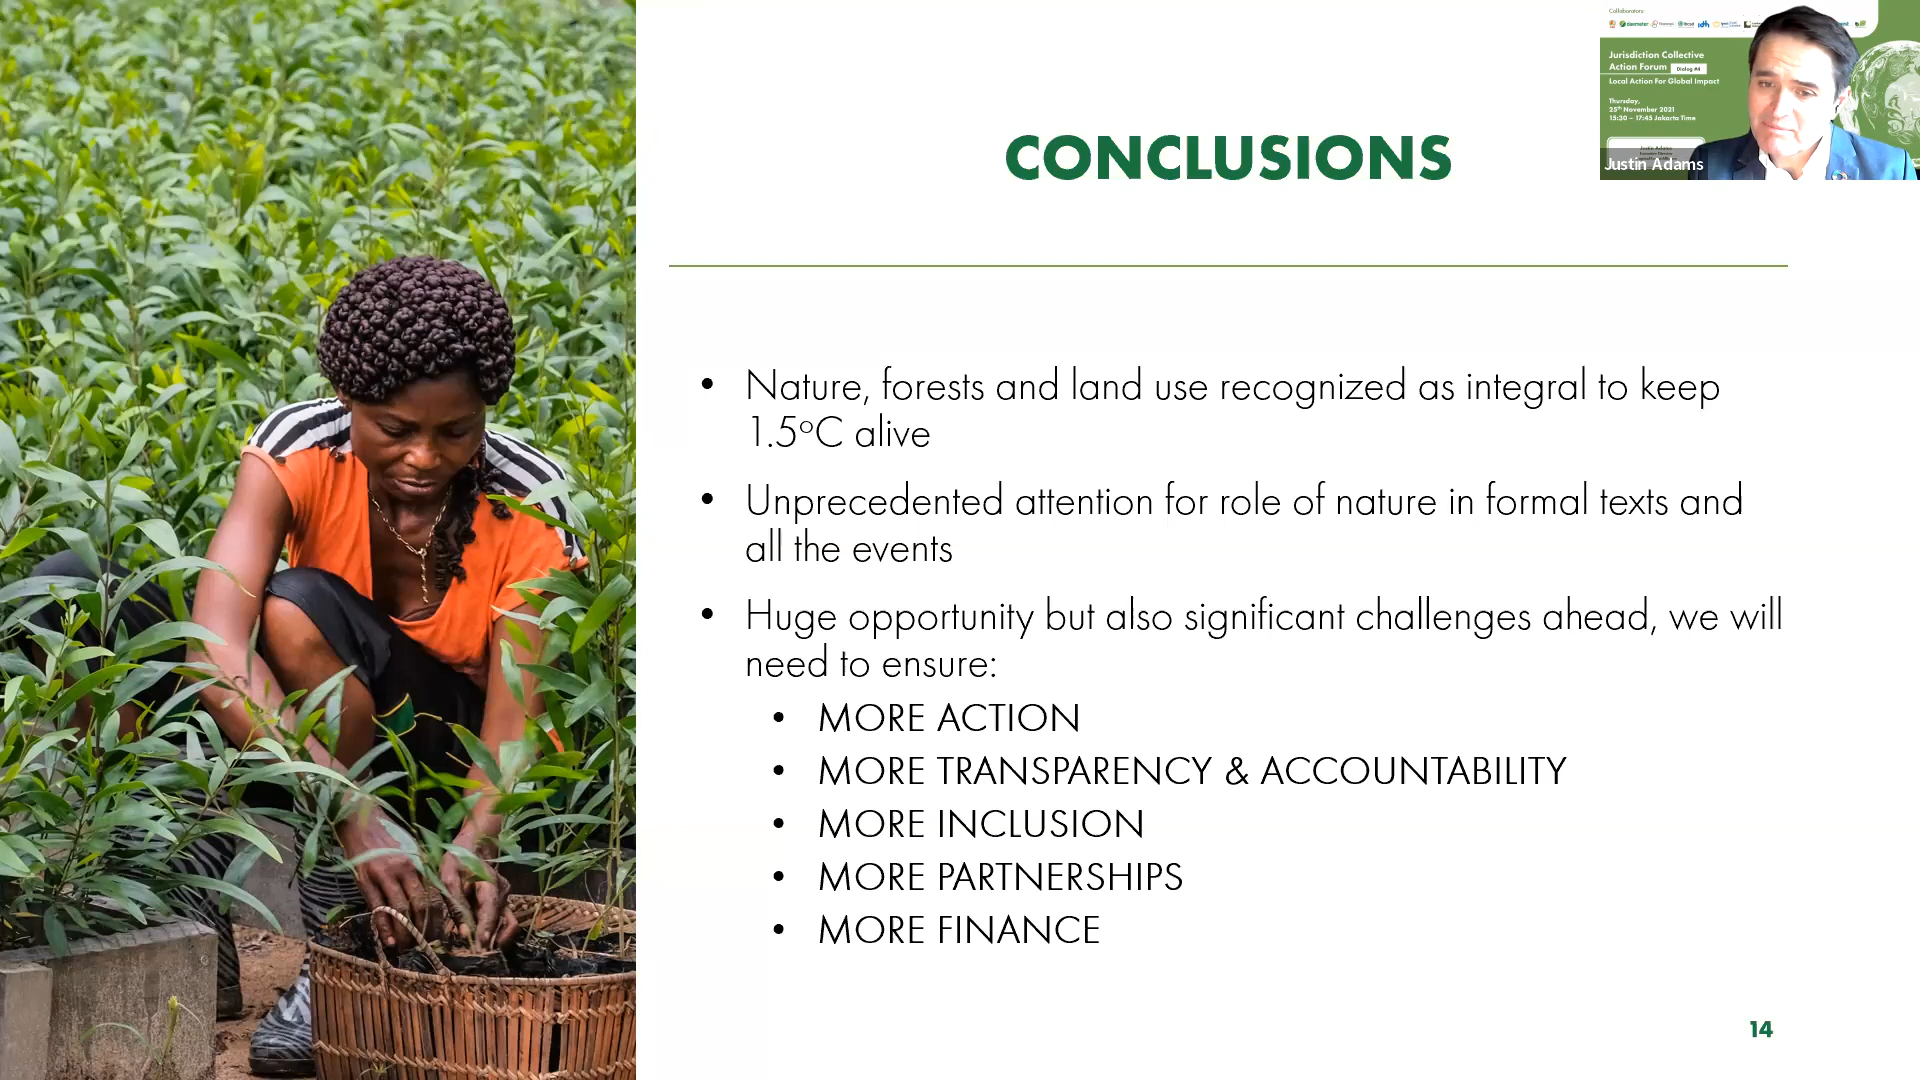 CONCLUSIONS
• Nature, forests and land use recognized as integral to keep
1.5°C alive
• Unprecedented attention for role of nature in formal texts and
all the events
• Huge opportunity but also significant challenges ahead, we will
need to ensure:
• MORE ACTION
• MORE TRANSPARENCY & ACCOUNTABILITY
• MORE INCLUSION
• MORE PARTNERSHIPS
• MORE FINANCE
14
Collaborators:
idh
Jurisdiction Collective
Action Forum Dialog #4
Local Action For Global Impact
Thursday,
25th November 2021
15:30 – 17:45 Jakarta Time
Justin Adams
Justin Adams